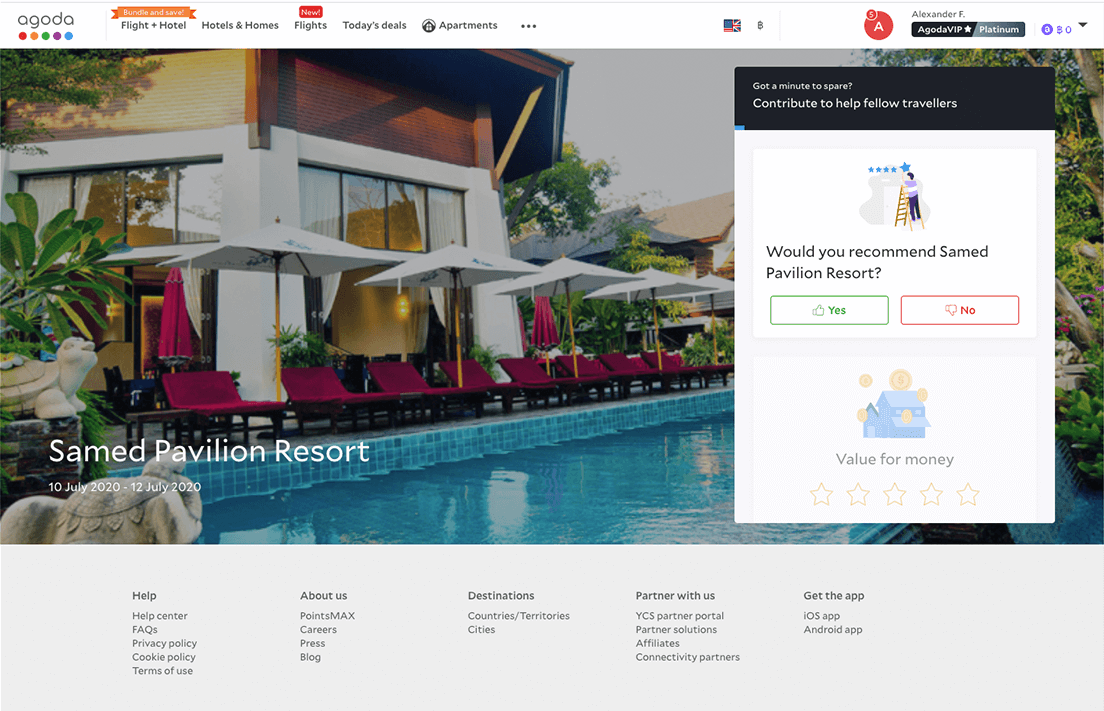 agoda
Bundle and save!
Flight + Hotel
Hotels & Homes
New!
Flights
Today's deals
Apartments
฿
5
A
Alexander F.
AgodaVIP Platinum
฿ 0
Got a minute to spare?
Contribute to help fellow travellers
Would you recommend Samed
Pavilion Resort?
Yes
No
Value for money
Samed Pavilion Resort
10 July 2020 - 12 July 2020
Help
Help center
FAQs
Privacy policy
Cookie policy
Terms of use
About us
PointsMAX
Careers
Press
Blog
Destinations
Countries/Territories
Cities
Partner with us
YCS partner portal
Partner solutions
Affiliates
Connectivity partners
Get the app
iOS app
Android app